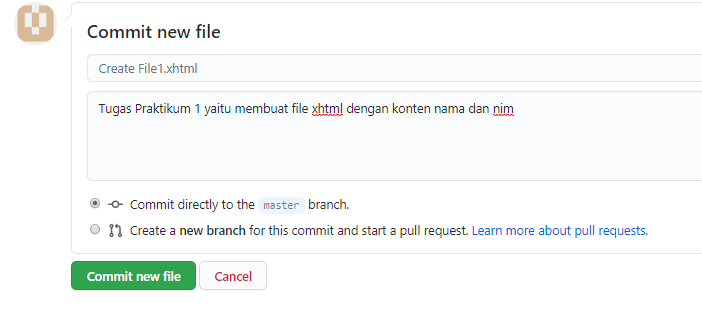 Commit new file
Create File1.xhtml
Tugas Praktikum 1 yaitu membuat file xhtml dengan konten nama dan nim
Commit directly to the master branch.
Create a new branch for this commit and start a pull request. Learn more about pull requests.
Commit new file Cancel